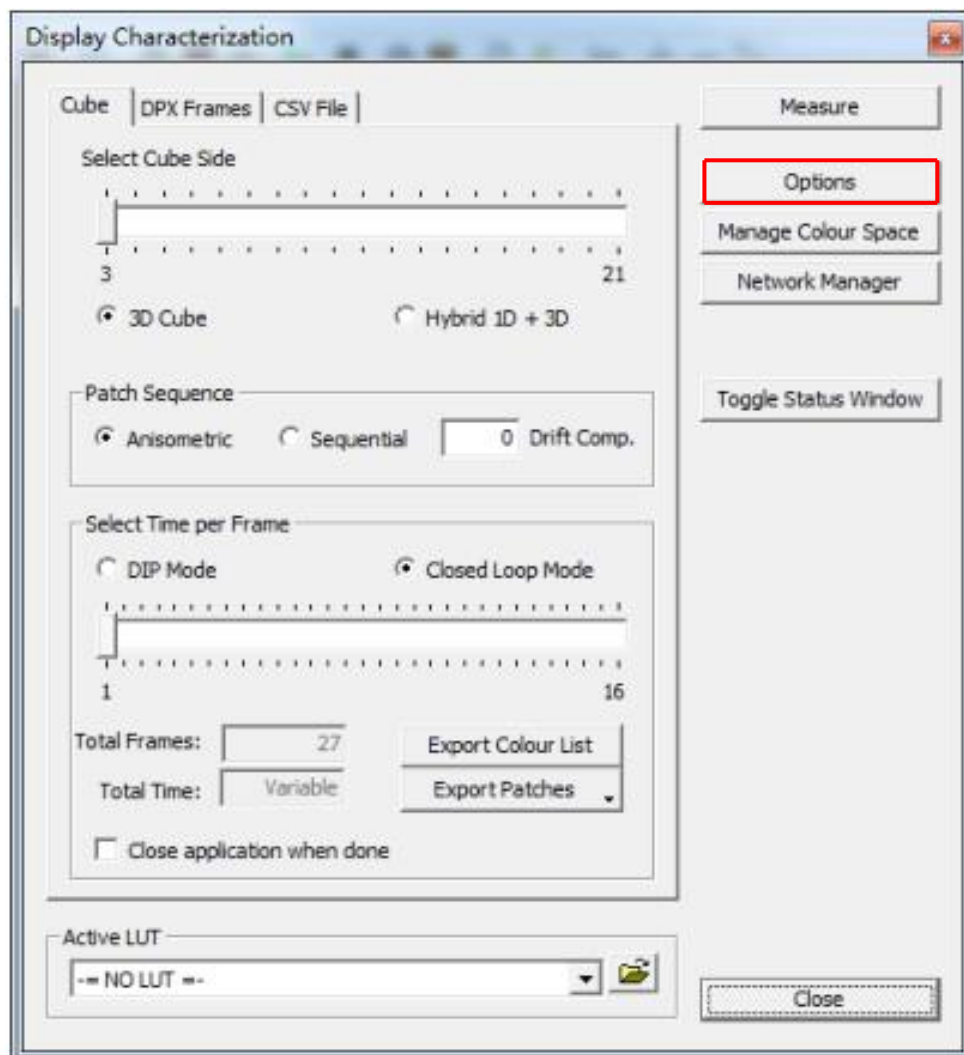 Display Characterization
Cube
DPX Frames
CSV File
Select Cube Side
3
21
3D Cube
Hybrid 1D + 3D
Patch Sequence
Anisometric
Sequential
0
Drift Comp.
Select Time per Frame
DIP Mode
Closed Loop Mode
1
16
Total Frames:
27
Export Colour List
Total Time:
Variable
Export Patches
Close application when done
Active LUT
-= NO LUT =-
Measure
Options
Manage Colour Space
Network Manager
Toggle Status Window
Close